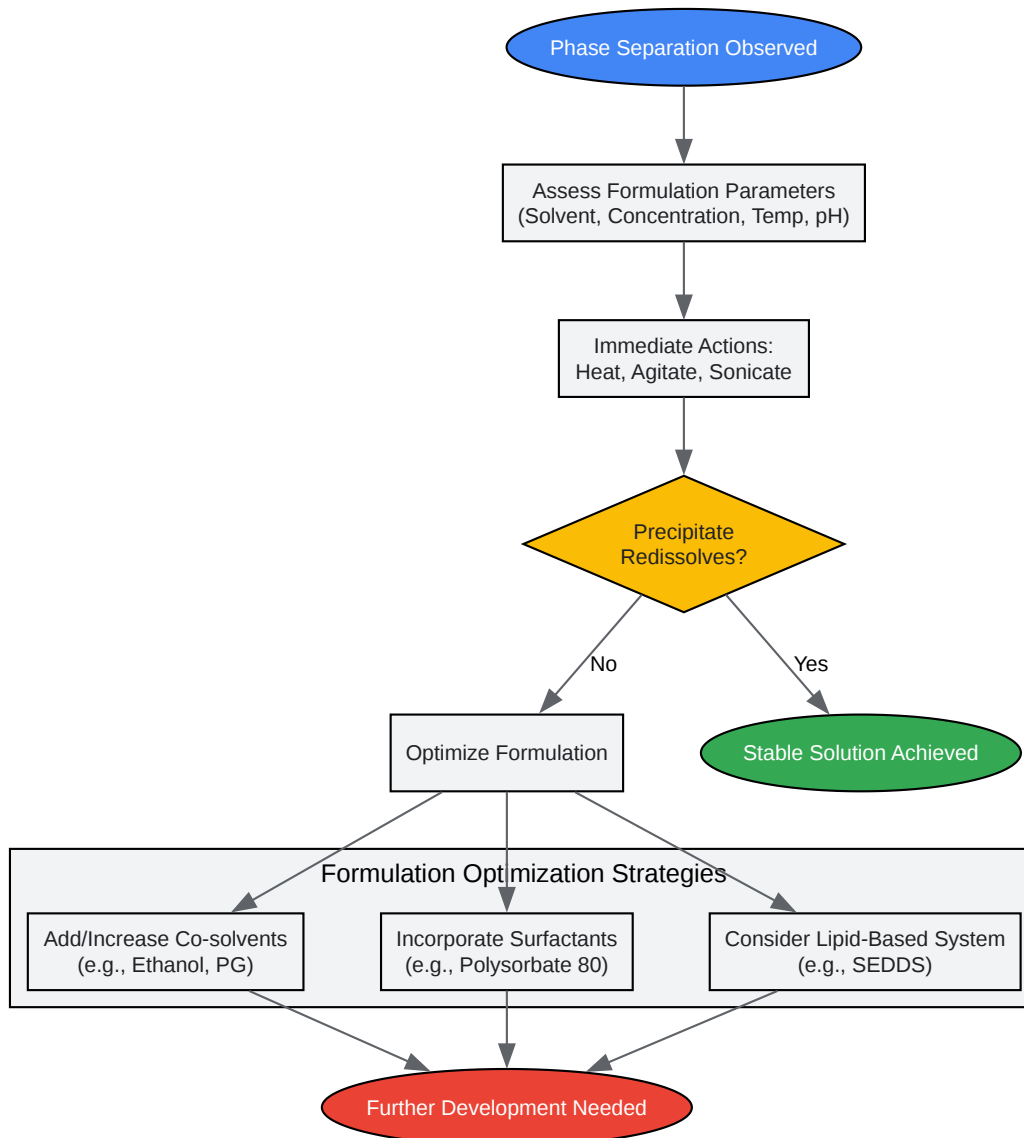 Phase Separation Observed
Assess Formulation Parameters
(Solvent, Concentration, Temp, pH)
Immediate Actions:
Heat, Agitate, Sonicate
Precipitate
Redissolves?
No
Yes
Optimize Formulation
Stable Solution Achieved
Formulation Optimization Strategies
Add/Increase Co-solvents
(e.g., Ethanol, PG)
Incorporate Surfactants
(e.g., Polysorbate 80)
Consider Lipid-Based System
(e.g., SEDDS)
Further Development Needed